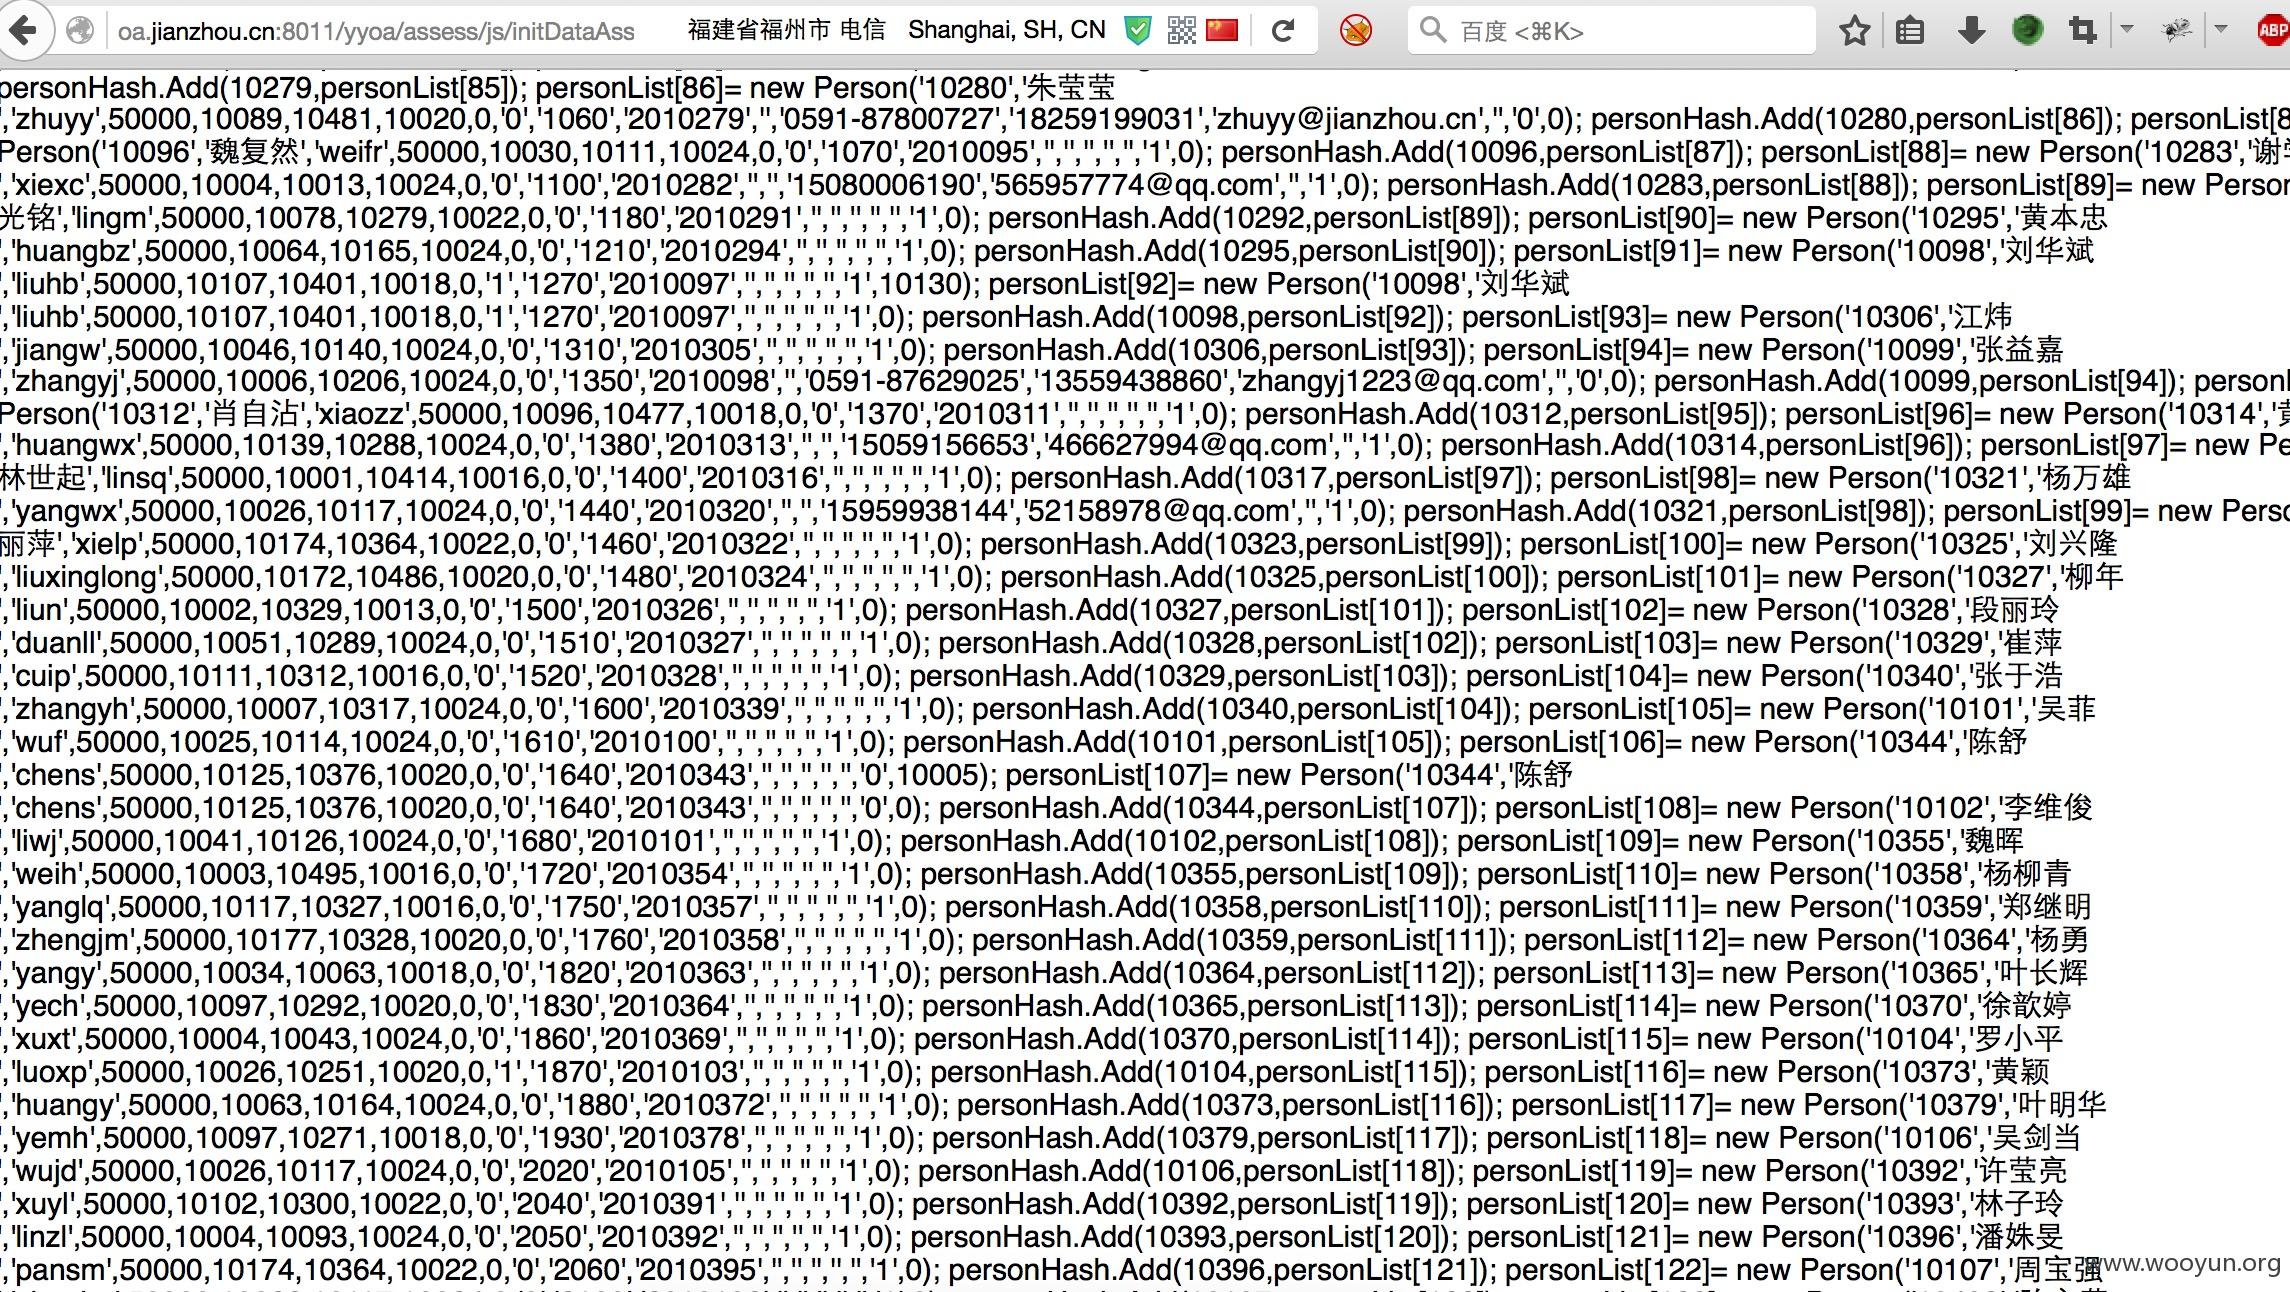 oa.jianzhou.cn:8011/yyoa/assess/js/initDataAss 福建省福州市 电信 Shanghai, SH, CN 百度 <⌘K> ABP
personHash.Add(10279,personList[85]); personList[86]= new Person('10280','朱莹莹
','zhuyy',50000,10089,10481,10020,0,'0','1060','2010279','','0591-87800727','18259199031','zhuyy@jianzhou.cn','','0',0); personHash.Add(10280,personList[86]); personList[8
Person('10096','魏复然','weifr',50000,10030,10111,10024,0,'0','1070','2010095','','','','','','1',0); personHash.Add(10096,personList[87]); personList[88]= new Person('10283','谢
','xiexc',50000,10004,10013,10024,0,'0','1100','2010282','','','15080006190','565957774@qq.com','','1',0); personHash.Add(10283,personList[88]); personList[89]= new Person
光铭','lingm',50000,10078,10279,10022,0,'0','1180','2010291','','','','','','1',0); personHash.Add(10292,personList[89]); personList[90]= new Person('10295','黄本忠
','huangbz',50000,10064,10165,10024,0,'0','1210','2010294','','','','','','1',0); personHash.Add(10295,personList[90]); personList[91]= new Person('10098','刘华斌
','liuhb',50000,10107,10401,10018,0,'1','1270','2010097','','','','','','1',10130); personList[92]= new Person('10098','刘华斌
','liuhb',50000,10107,10401,10018,0,'1','1270','2010097','','','','','','1',0); personHash.Add(10098,personList[92]); personList[93]= new Person('10306','江炜
','jiangw',50000,10046,10140,10024,0,'0','1310','2010305','','','','','','1',0); personHash.Add(10306,personList[93]); personList[94]= new Person('10099','张益嘉
','zhangyj',50000,10006,10206,10024,0,'0','1350','2010098','','0591-87629025','13559438860','zhangyj1223@qq.com','','0',0); personHash.Add(10099,personList[94]); personl
Person('10312','肖自沾','xiaozz',50000,10096,10477,10018,0,'0','1370','2010311','','','','','','1',0); personHash.Add(10312,personList[95]); personList[96]= new Person('10314','黄
','huangwx',50000,10139,10288,10024,0,'0','1380','2010313','','','15059156653','466627994@qq.com','','1',0); personHash.Add(10314,personList[96]); personList[97]= new Pe
林世起','linsq',50000,10001,10414,10016,0,'0','1400','2010316','','','','','','1',0); personHash.Add(10317,personList[97]); personList[98]= new Person('10321','杨万雄
','yangwx',50000,10026,10117,10024,0,'0','1440','2010320','','','15959938144','52158978@qq.com','','1',0); personHash.Add(10321,personList[98]); personList[99]= new Perso
丽萍','xielp',50000,10174,10364,10022,0,'0','1460','2010322','','','','','','1',0); personHash.Add(10323,personList[99]); personList[100]= new Person('10325','刘兴隆
','liuxinglong',50000,10172,10486,10020,0,'0','1480','2010324','','','','','','1',0); personHash.Add(10325,personList[100]); personList[101]= new Person('10327','柳年
','liun',50000,10002,10329,10013,0,'0','1500','2010326','','','','','','1',0); personHash.Add(10327,personList[101]); personList[102]= new Person('10328','段丽玲
','duanll',50000,10051,10289,10024,0,'0','1510','2010327','','','','','','1',0); personHash.Add(10328,personList[102]); personList[103]= new Person('10329','崔萍
','cuip',50000,10111,10312,10016,0,'0','1520','2010328','','','','','','1',0); personHash.Add(10329,personList[103]); personList[104]= new Person('10340','张于浩
','zhangyh',50000,10007,10317,10024,0,'0','1600','2010339','','','','','','1',0); personHash.Add(10340,personList[104]); personList[105]= new Person('10101','吴菲
','wuf',50000,10025,10114,10024,0,'0','1610','2010100','','','','','','1',0); personHash.Add(10101,personList[105]); personList[106]= new Person('10344','陈舒
','chens',50000,10125,10376,10020,0,'0','1640','2010343','','','','','','0',10005); personList[107]= new Person('10344','陈舒
','chens',50000,10125,10376,10020,0,'0','1640','2010343','','','','','','0',0); personHash.Add(10344,personList[107]); personList[108]= new Person('10102','李维俊
','liwj',50000,10041,10126,10024,0,'0','1680','2010101','','','','','','1',0); personHash.Add(10102,personList[108]); personList[109]= new Person('10355','魏晖
','weih',50000,10003,10495,10016,0,'0','1720','2010354','','','','','','1',0); personHash.Add(10355,personList[109]); personList[110]= new Person('10358','杨柳青
','yanglq',50000,10117,10327,10016,0,'0','1750','2010357','','','','','','1',0); personHash.Add(10358,personList[110]); personList[111]= new Person('10359','郑继明
','zhengjm',50000,10177,10328,10020,0,'0','1760','2010358','','','','','','1',0); personHash.Add(10359,personList[111]); personList[112]= new Person('10364','杨勇
','yangy',50000,10034,10063,10018,0,'0','1820','2010363','','','','','','1',0); personHash.Add(10364,personList[112]); personList[113]= new Person('10365','叶长辉
','yech',50000,10097,10292,10020,0,'0','1830','2010364','','','','','','1',0); personHash.Add(10365,personList[113]); personList[114]= new Person('10370','徐歆婷
','xuxt',50000,10004,10043,10024,0,'0','1860','2010369','','','','','','1',0); personHash.Add(10370,personList[114]); personList[115]= new Person('10104','罗小平
','luoxp',50000,10026,10251,10020,0,'1','1870','2010103','','','','','','1',0); personHash.Add(10104,personList[115]); personList[116]= new Person('10373','黄颖
','huangy',50000,10063,10164,10024,0,'0','1880','2010372','','','','','','1',0); personHash.Add(10373,personList[116]); personList[117]= new Person('10379','叶明华
','yemh',50000,10097,10271,10018,0,'0','1930','2010378','','','','','','1',0); personHash.Add(10379,personList[117]); personList[118]= new Person('10106','吴剑当
','wujd',50000,10026,10117,10024,0,'0','2020','2010105','','','','','','1',0); personHash.Add(10106,personList[118]); personList[119]= new Person('10392','许莹亮
','xuyl',50000,10102,10300,10022,0,'0','2040','2010391','','','','','','1',0); personHash.Add(10392,personList[119]); personList[120]= new Person('10393','林子玲
','linzl',50000,10004,10093,10024,0,'0','2050','2010392','','','','','','1',0); personHash.Add(10393,personList[120]); personList[121]= new Person('10396','潘姝旻
','pansm',50000,10174,10364,10022,0,'0','2060','2010395','','','','','','1',0); personHash.Add(10396,personList[121]); personList[122]= new Person('10107','周宝强
www.wooyun.org